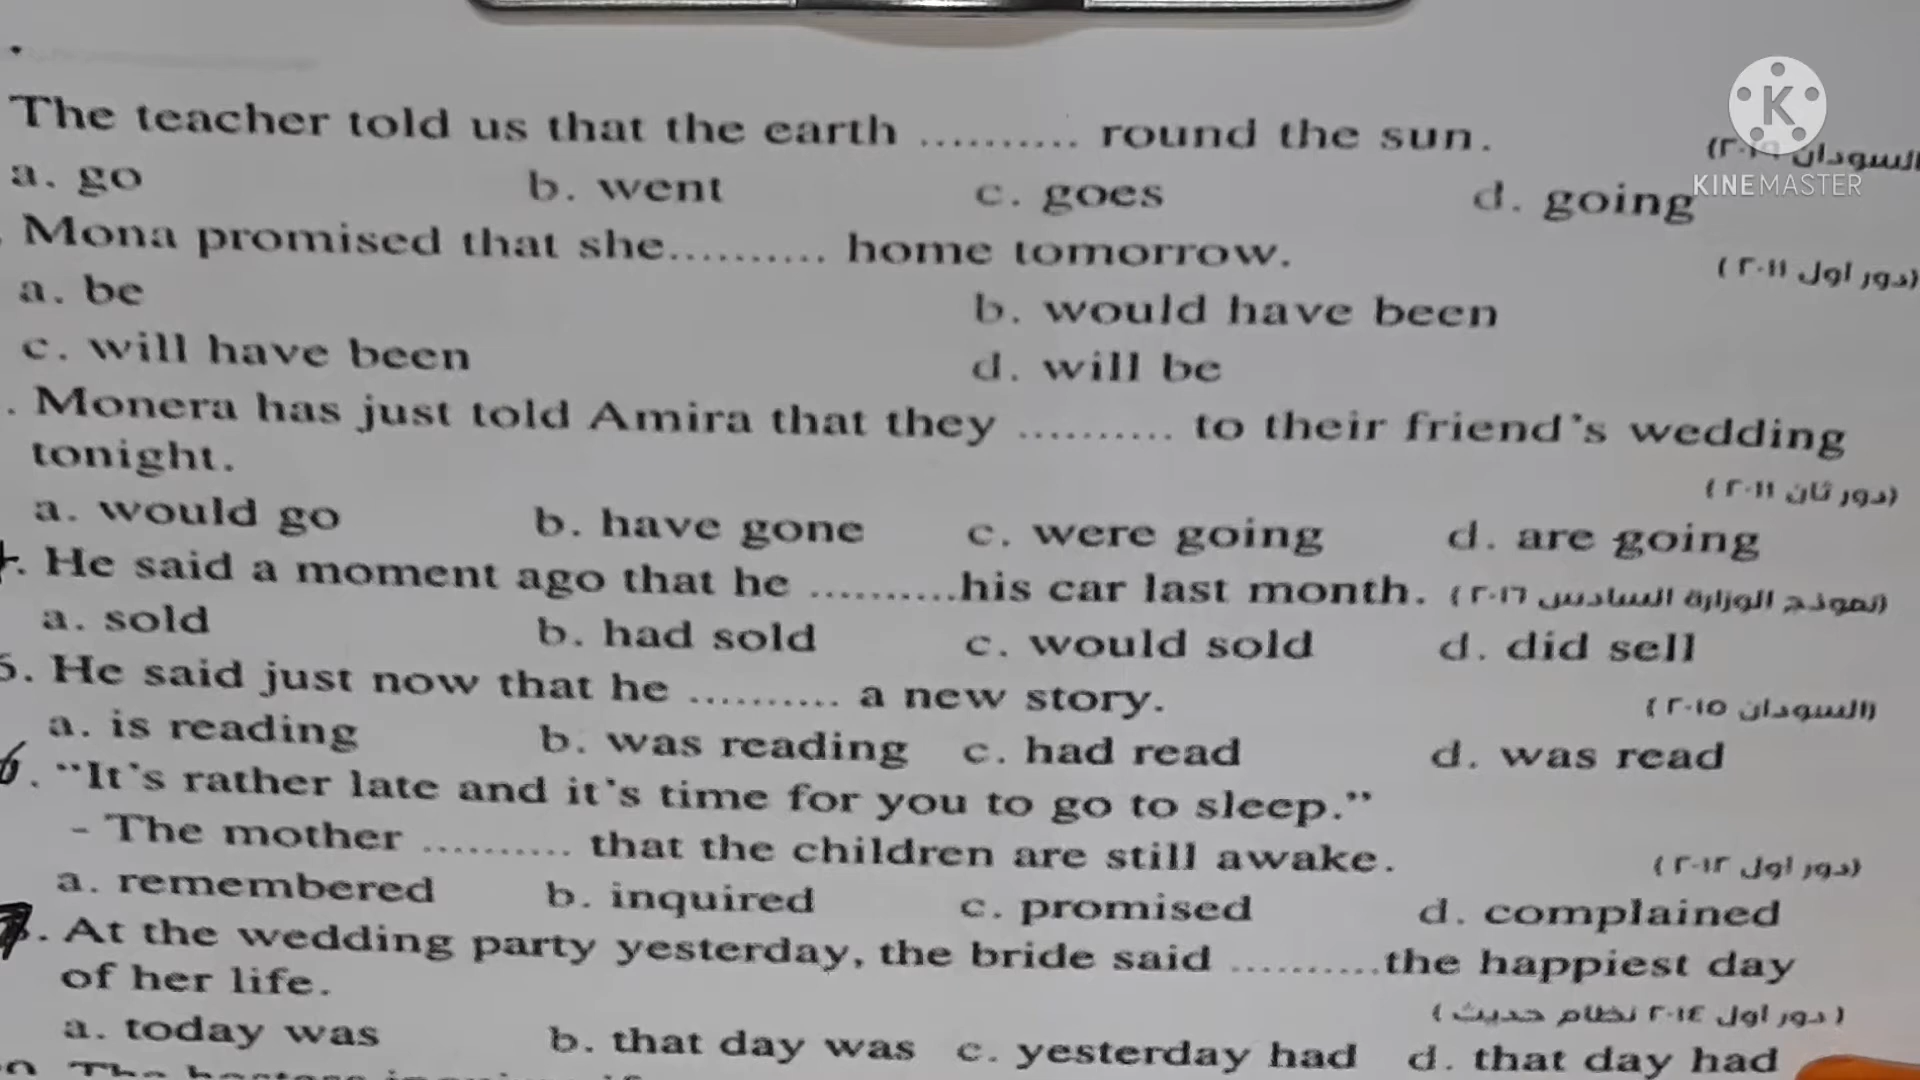 The teacher told us that the earth .......... round the sun. (السودان ٢٠١٩)
K
KINEMASTER
a. go b. went c. goes d. going
. Mona promised that she.......... home tomorrow. (دور اول ٢٠١١)
a. be b. would have been
c. will have been d. will be
. Monera has just told Amira that they .......... to their friend's wedding
tonight. (دور ثان ٢٠١١)
a. would go b. have gone c. were going d. are going
. He said a moment ago that he ..........his car last month. (نموذج الوزارة السادس ٢٠١٦)
a. sold b. had sold c. would sold d. did sell
5. He said just now that he .......... a new story. (السودان ٢٠١٥)
a. is reading b. was reading c. had read d. was read
6. "It's rather late and it's time for you to go to sleep."
- The mother .......... that the children are still awake. (دور اول ٢٠١٢)
a. remembered b. inquired c. promised d. complained
7. At the wedding party yesterday, the bride said ..........the happiest day
of her life. (دور اول ٢٠١٤ نظام حديث)
a. today was b. that day was c. yesterday had d. that day had